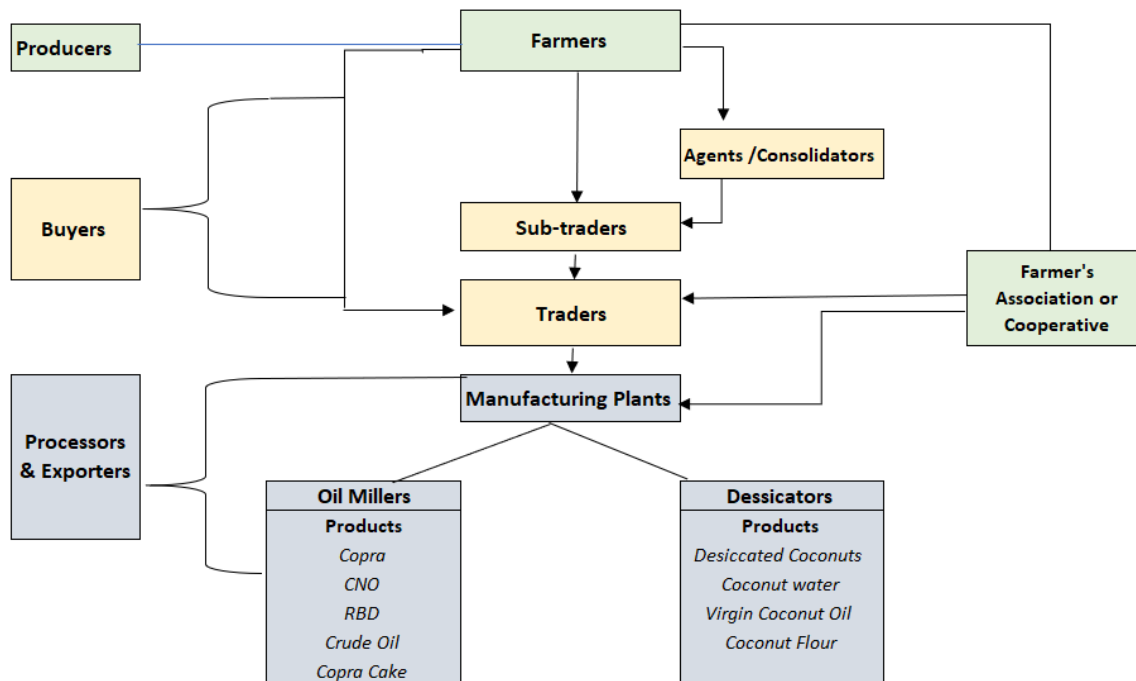 Producers
Farmers
Agents /Consolidators
Buyers
Sub-traders
Farmer's
Association or
Cooperative
Traders
Manufacturing Plants
Processors
& Exporters
Oil Millers
Products
Copra
CNO
RBD
Crude Oil
Copra Cake
Dessicators
Products
Desiccated Coconuts
Coconut water
Virgin Coconut Oil
Coconut Flour